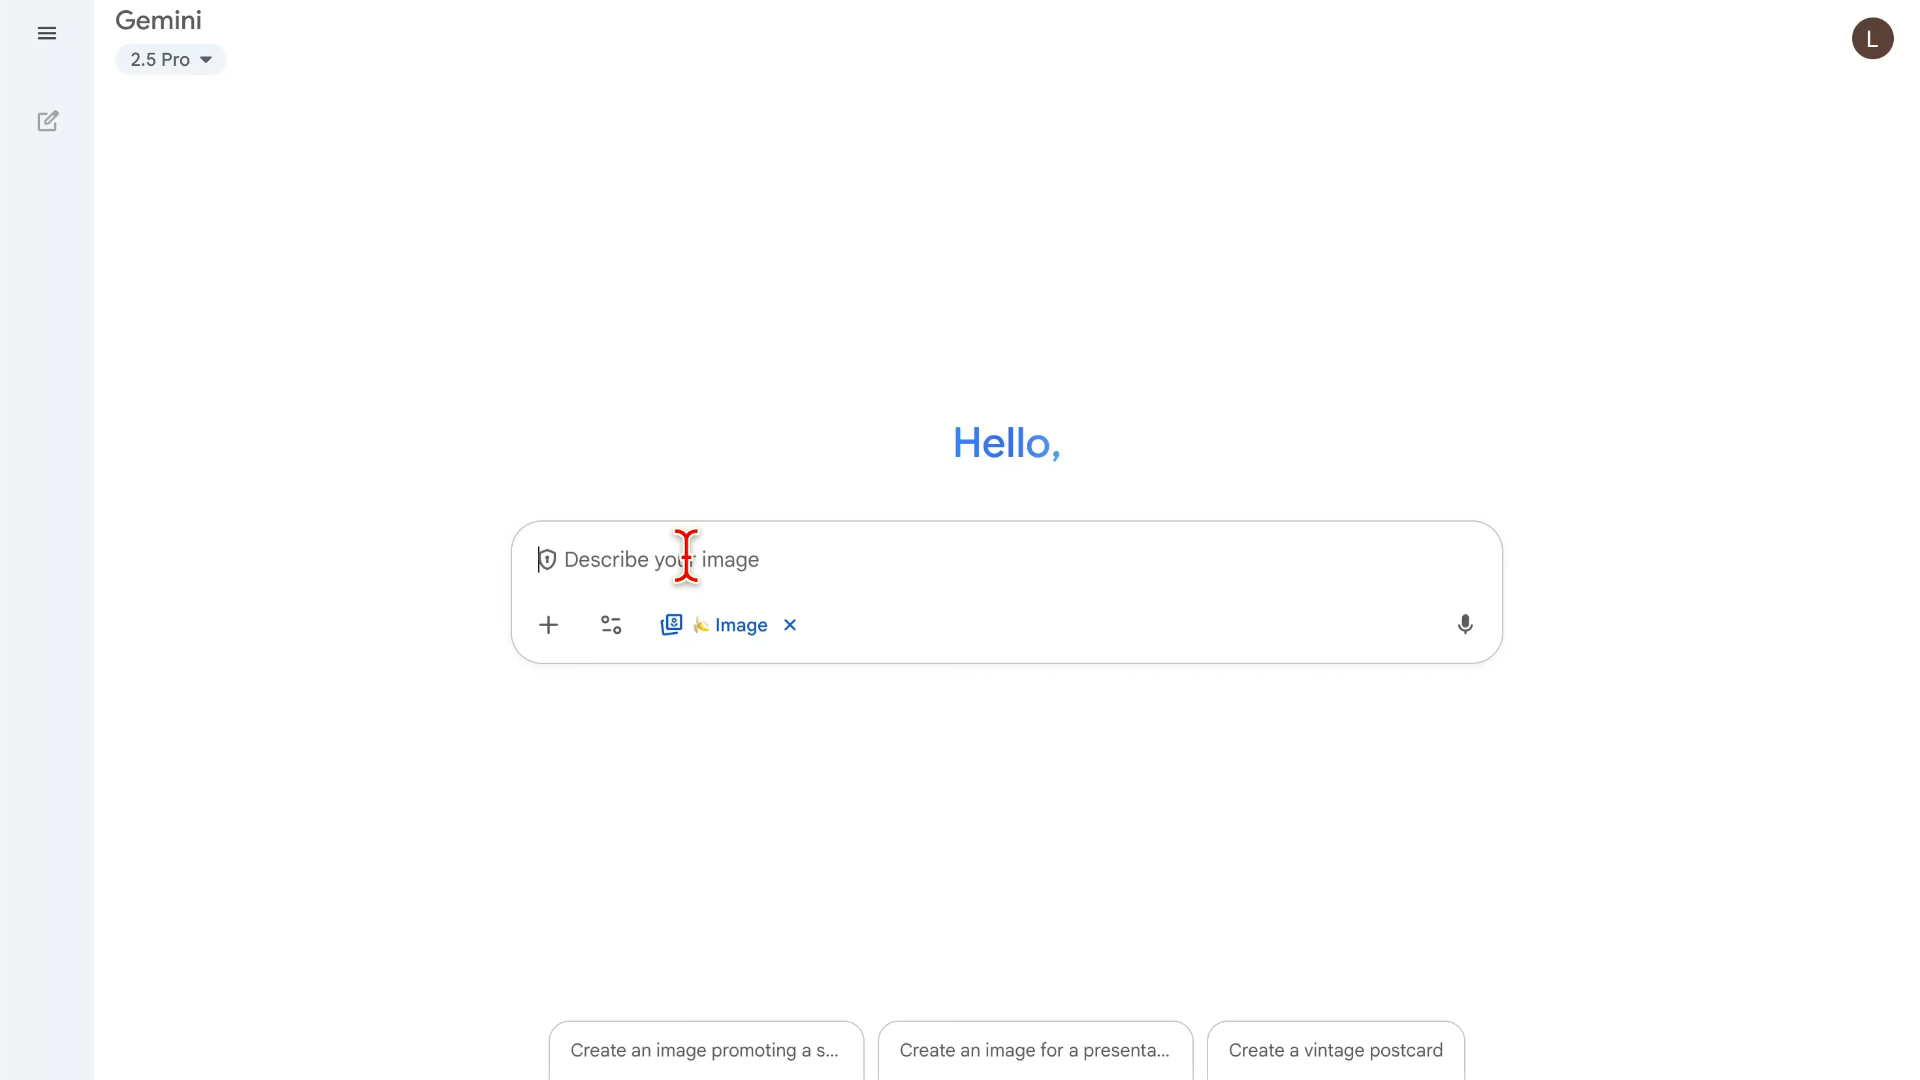 Gemini
2.5 Pro
L
Hello,
Describe your image
Image
Create an image promoting a s...
Create an image for a presenta...
Create a vintage postcard